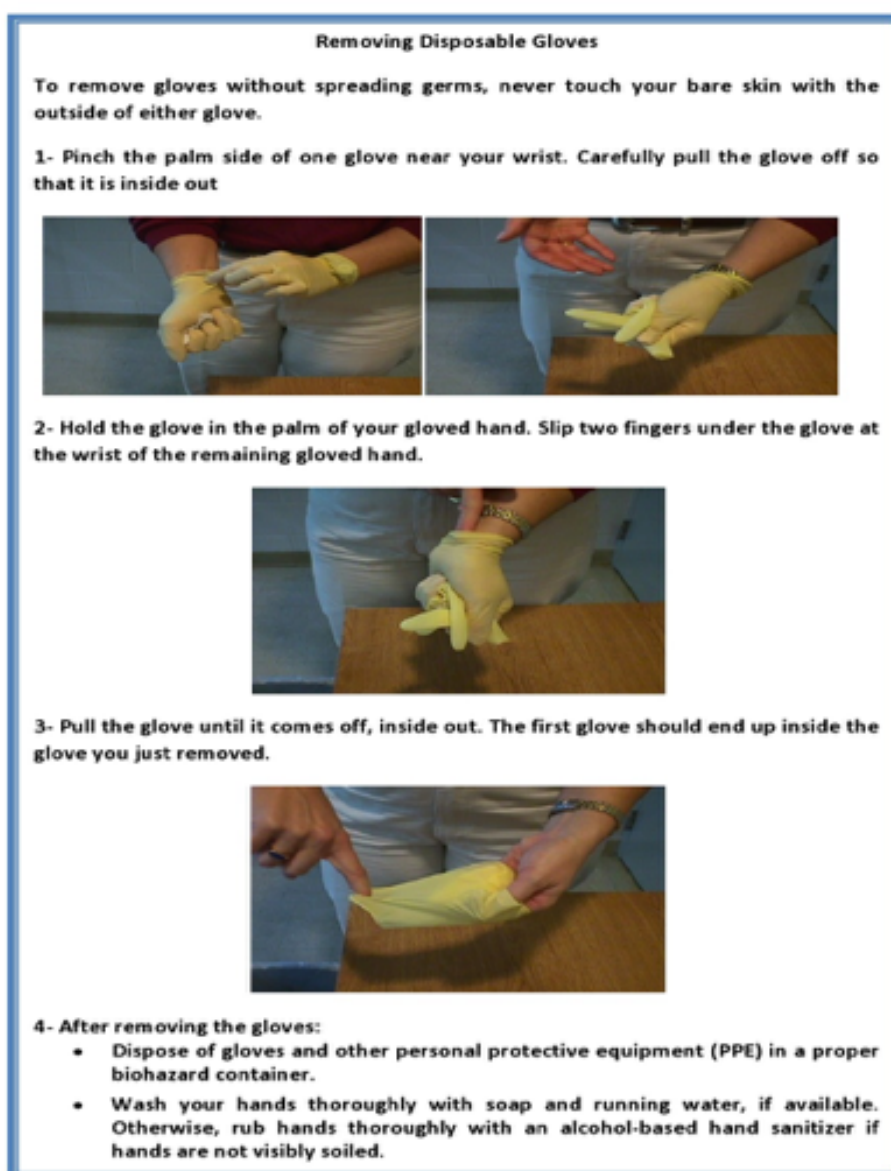 Removing Disposable Gloves
To remove gloves without spreading germs, never touch your bare skin with the
outside of either glove.
1- Pinch the palm side of one glove near your wrist. Carefully pull the glove off so
that it is inside out
2- Hold the glove in the palm of your gloved hand. Slip two fingers under the glove at
the wrist of the remaining gloved hand.
3- Pull the glove until it comes off, inside out. The first glove should end up inside the
glove you just removed.
4- After removing the gloves:
• Dispose of gloves and other personal protective equipment (PPE) in a proper
biohazard container.
• Wash your hands thoroughly with soap and running water, if available.
Otherwise, rub hands thoroughly with an alcohol-based hand sanitizer if
hands are not visibly soiled.